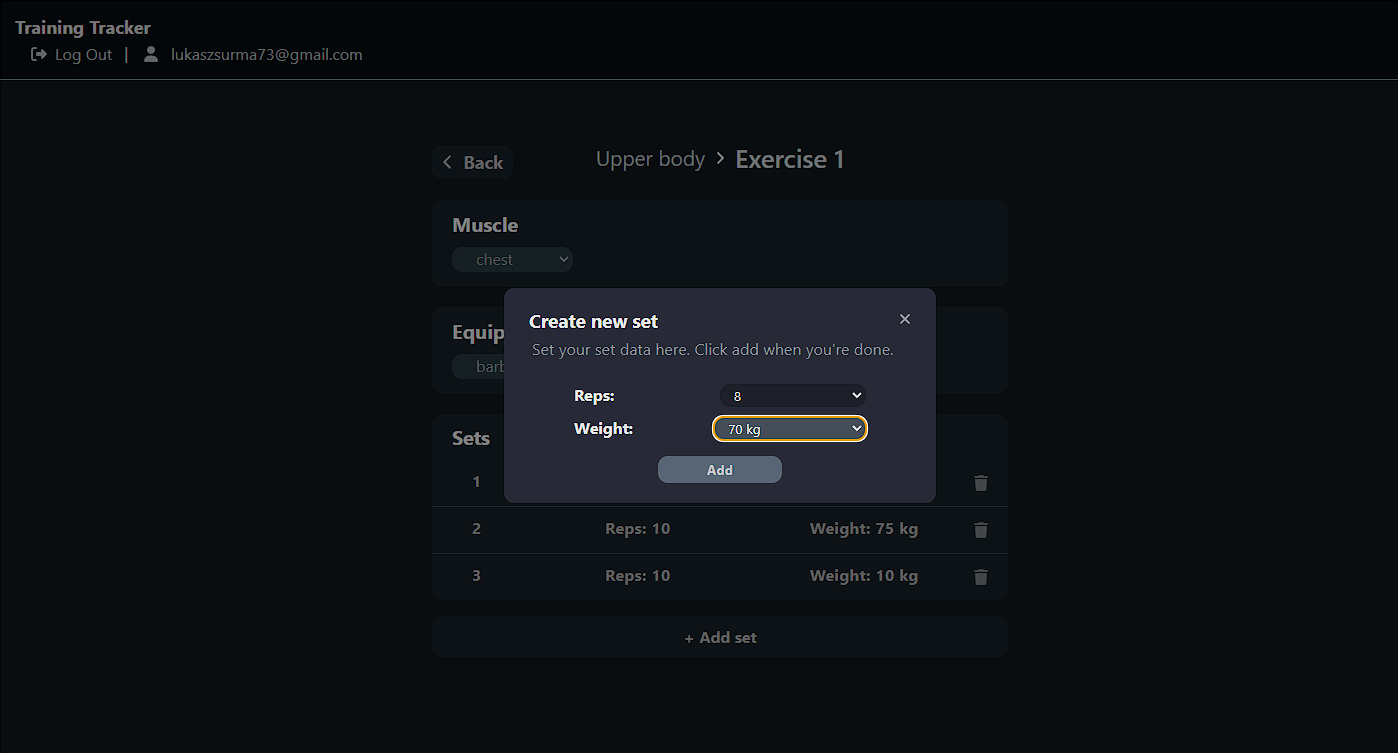 Training Tracker
Log Out | lukaszsurma73@gmail.com
Back
Upper body > Exercise 1
Muscle
chest
Equip
barb
Create new set
Set your set data here. Click add when you're done.
Reps: 8
Weight: 70 kg
Add
Sets
1
2 Reps: 10 Weight: 75 kg
3 Reps: 10 Weight: 10 kg
+ Add set